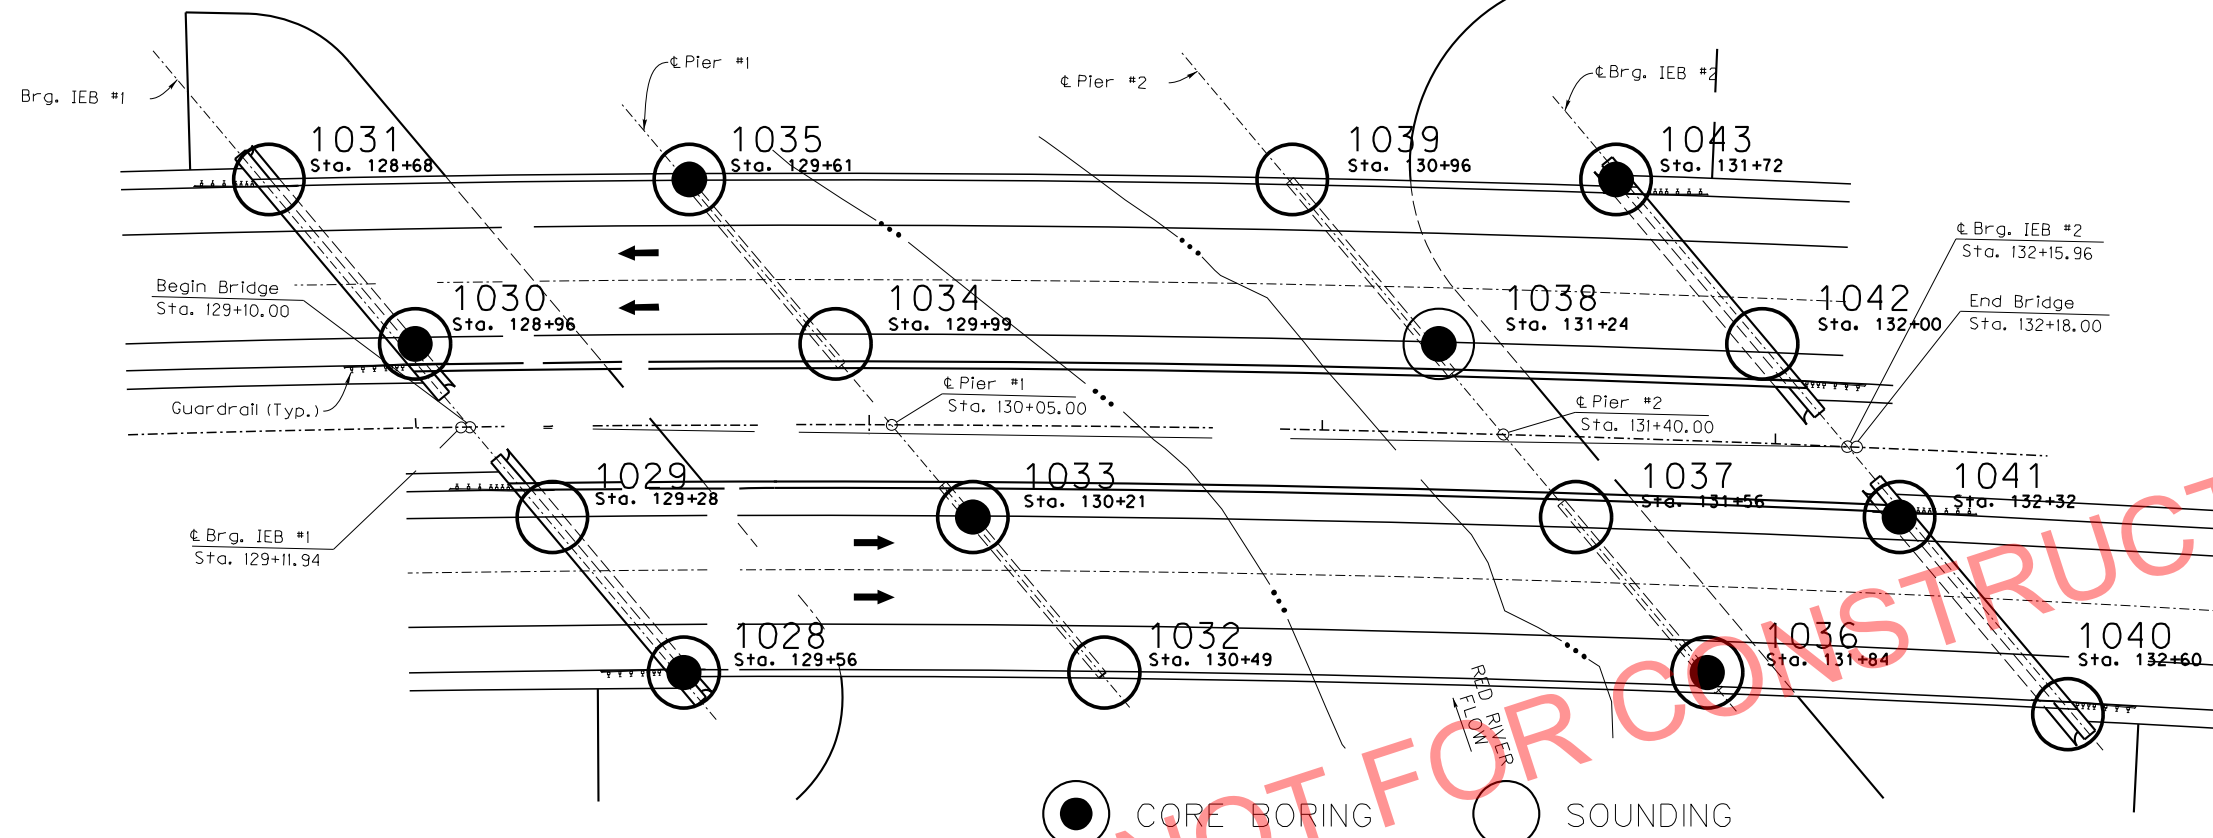 ℄ Pier #1
℄ Pier #2
℄ Brg. IEB #2
Brg. IEB #1
1031
Sta. 128+68
1035
Sta. 129+61
1039
Sta. 130+96
1043
Sta. 131+72
℄ Brg. IEB #2
Sta. 132+15.96
Begin Bridge
Sta. 129+10.00
1030
Sta. 128+96
1034
Sta. 129+99
1038
Sta. 131+24
1042
Sta. 132+00
End Bridge
Sta. 132+18.00
Guardrail (Typ.)
℄ Pier #1
Sta. 130+05.00
℄ Pier #2
Sta. 131+40.00
1029
Sta. 129+28
1033
Sta. 130+21
1037
Sta. 131+56
1041
Sta. 132+32
℄ Brg. IEB #1
Sta. 129+11.94
1028
Sta. 129+56
1032
Sta. 130+49
1036
Sta. 131+84
1040
Sta. 132+60
RED RIVER
FLOW
CORE BORING
SOUNDING
NOT FOR CONSTRUCT